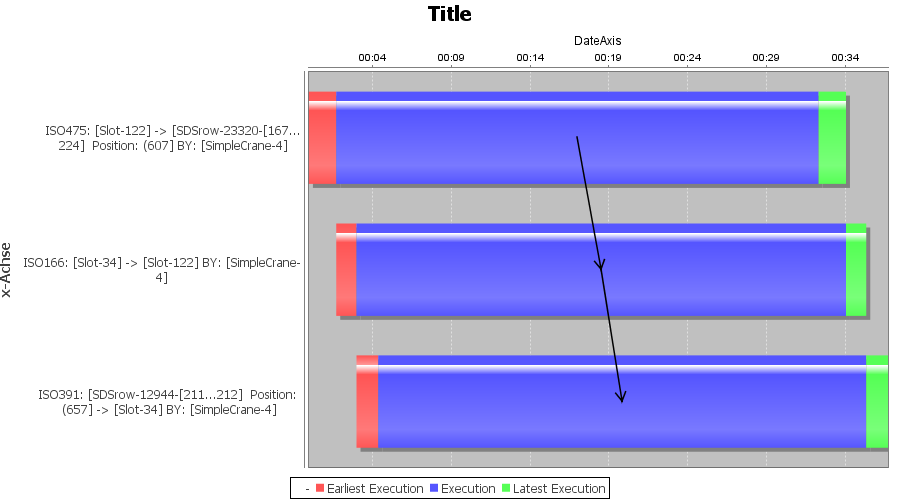 Title
DateAxis
00:04 00:09 00:14 00:19 00:24 00:29 00:34
x-Achse
ISO475: [Slot-122] -> [SDSrow-23320-[167...
224]  Position: (607] BY: [SimpleCrane-4]
ISO166: [Slot-34] -> [Slot-122] BY: [SimpleCrane-
4]
ISO391: [SDSrow-12944-[211...212]  Position:
(657] -> [Slot-34] BY: [SimpleCrane-4]
- Earliest Execution Execution Latest Execution